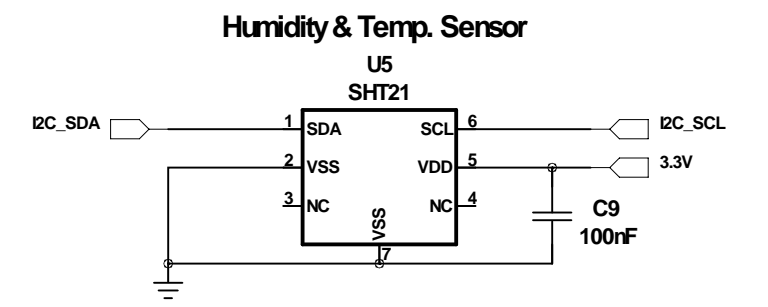 Humidity & Temp. Sensor
U5
SHT21
I2C_SDA 1 SDA SCL 6 I2C_SCL
2 VSS VDD 5 3.3V
3 NC NC 4
VSS
7
C9
100nF